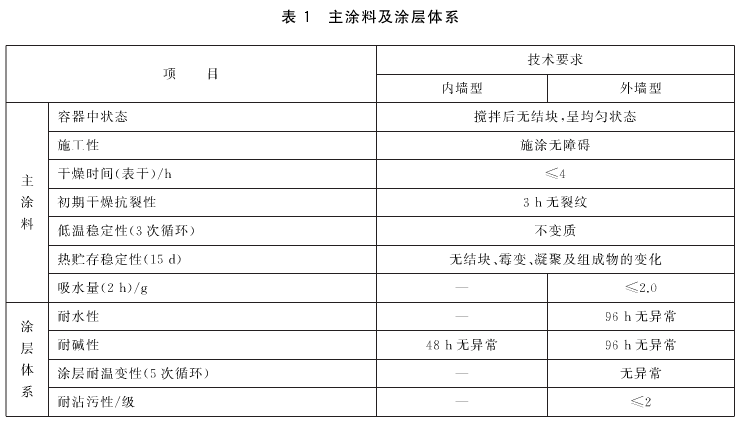 表 1 主涂料及涂层体系
项 目 技术要求
内墙型 外墙型
主涂料
容器中状态 搅拌后无结块,呈均匀状态
施工性 施涂无障碍
干燥时间(表干)/h ≤4
初期干燥抗裂性 3 h 无裂纹
低温稳定性(3 次循环) 不变质
热贮存稳定性(15 d) 无结块、霉变、凝聚及组成物的变化
吸水量(2 h)/g — ≤2.0
涂层体系
耐水性 — 96 h 无异常
耐碱性 48 h 无异常 96 h 无异常
涂层耐温变性(5 次循环) — 无异常
耐沾污性/级 — ≤2